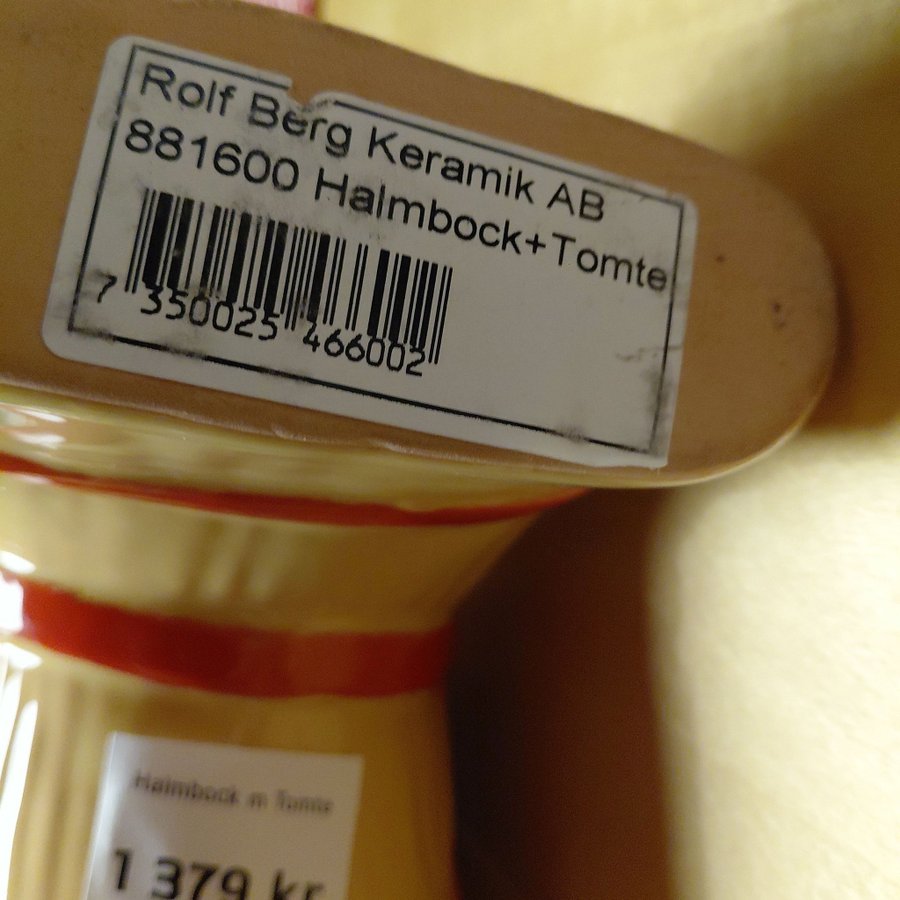 Rolf Berg Keramik AB
881600 Halmbock+Tomte
7 350025 466002
Halmbock m Tomte
1 379 kr